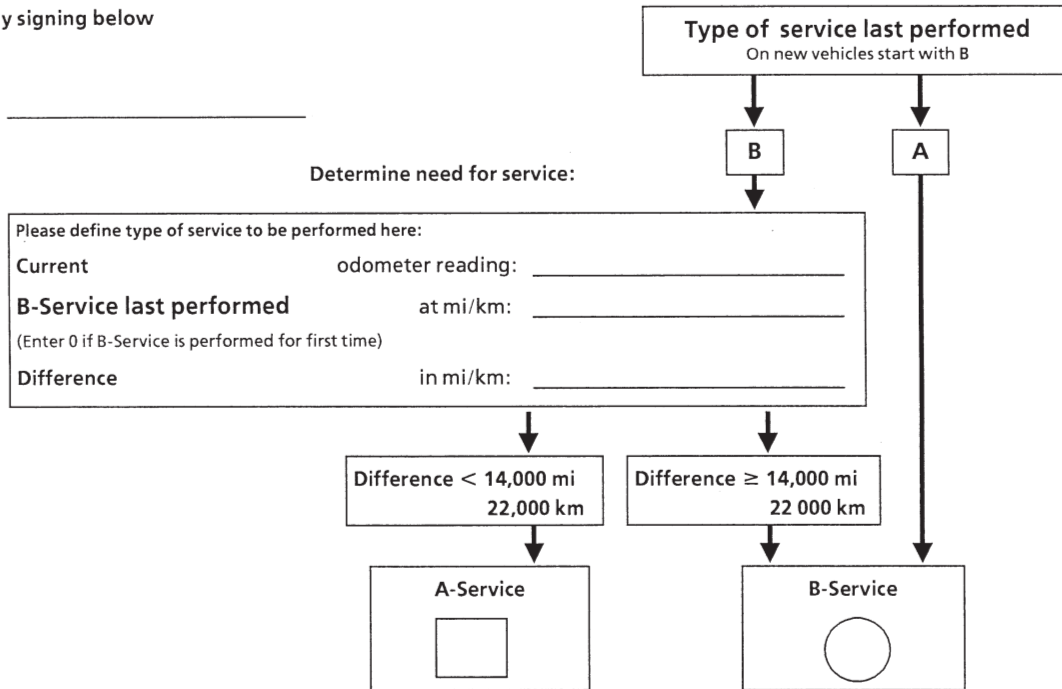 y signing below
Type of service last performed
On new vehicles start with B
B
A
Determine need for service:
Please define type of service to be performed here:
Current odometer reading:
B-Service last performed at mi/km:
(Enter 0 if B-Service is performed for first time)
Difference in mi/km:
Difference < 14,000 mi
22,000 km
Difference ≥ 14,000 mi
22 000 km
A-Service
B-Service